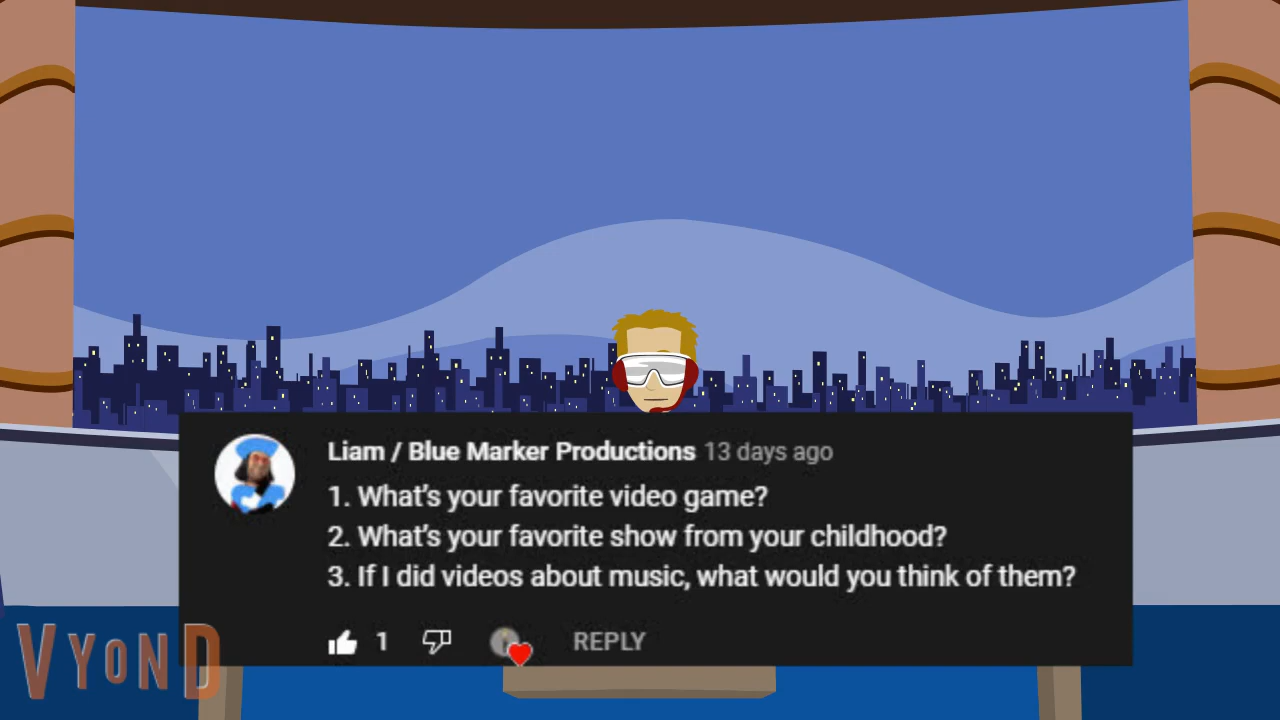 Liam / Blue Marker Productions 13 days ago
1. What's your favorite video game?
2. What's your favorite show from your childhood?
3. If I did videos about music, what would you think of them?
1 REPLY
VYOND